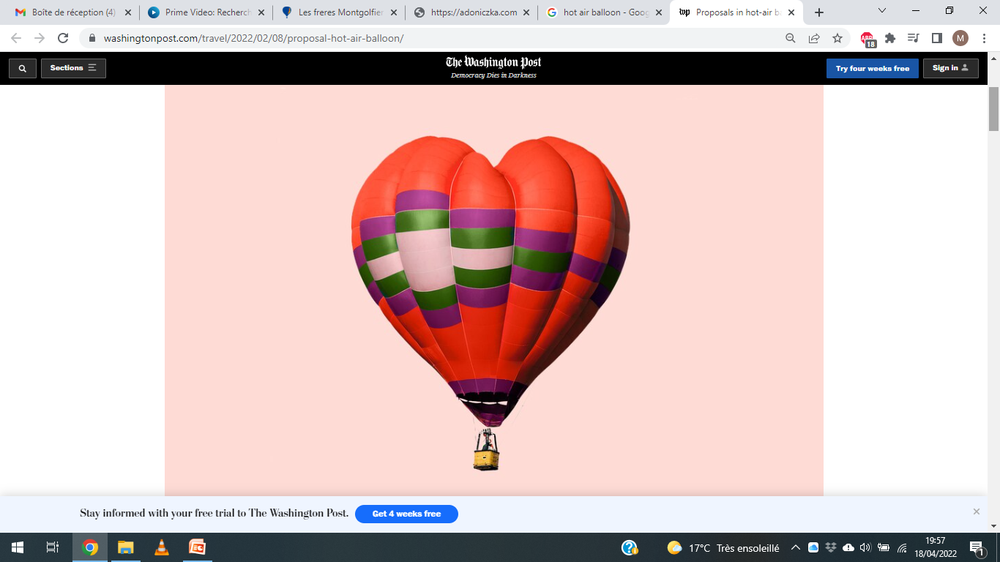 Boîte de réception (4)
Prime Video: Recherch
Les freres Montgolfier
https://adoniczka.com
hot air balloon - Goog
Proposals in hot-air ba
washingtonpost.com/travel/2022/02/08/proposal-hot-air-balloon/
ABP
18
M
Sections
The Washington Post
Democracy Dies in Darkness
Try four weeks free
Sign in
Stay informed with your free trial to The Washington Post.
Get 4 weeks free
17°C Très ensoleillé
19:57
18/04/2022
1